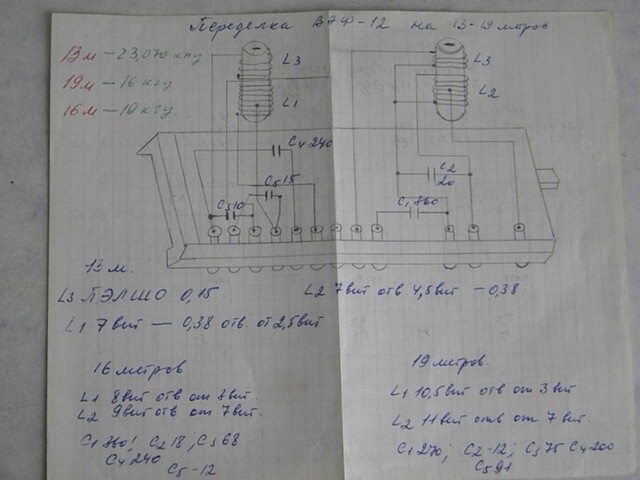 Переделка ВЭФ-12 на 13-19 метров
13м – 23,070 кгц
19м – 16 кгц
16м – 19 кгц.
L3
L1
L3
L2
C4 240
C5 15
C3 10
C2
20
C1 360
13 м.
L3 ПЭЛШО 0,15
L2 7 вит отв. 4,5 вит – 0,38.
L1 7 вит — 0,38 отв. от 2,5 вит
16 метров
L1 8 вит отв от вит.
L2 9 вит отв от 7 вит.
C1 360! C2 18; C3 68
C4 240
C5 -12
19 метров.
L1 10,5 вит отв от 3 вит
L2 11 вит отв от 7 вит.
C1 270; C2 -12; C3 75 C4 200
C5 91